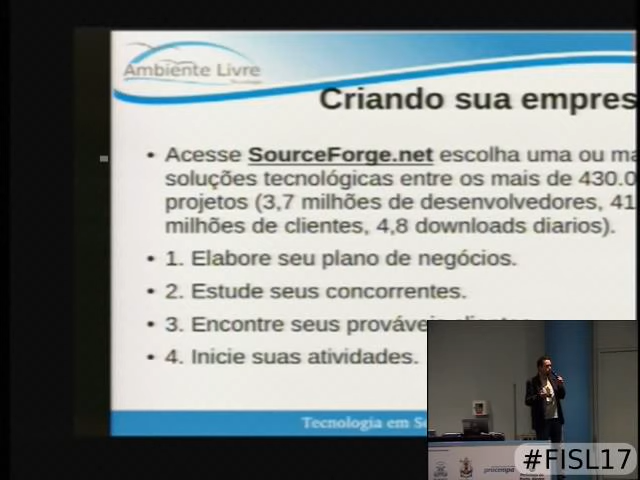 Ambiente Livre
Criando sua empres
• Acesse SourceForge.net escolha uma ou ma
soluções tecnológicas entre os mais de 430.0
projetos (3,7 milhões de desenvolvedores, 41
milhões de clientes, 4,8 downloads diarios).
• 1. Elabore seu plano de negócios.
• 2. Estude seus concorrentes.
• 3. Encontre seus prováveis
• 4. Inicie suas atividades.
Tecnologia em So
procempa
#FISL17